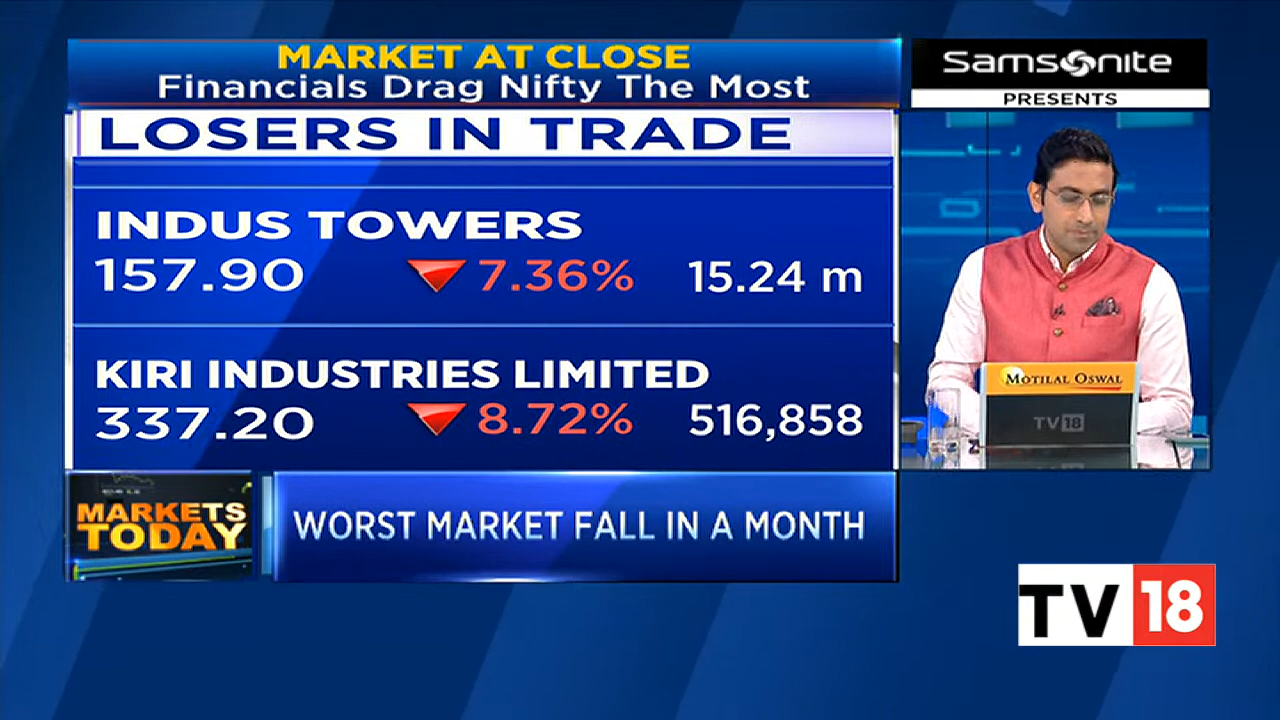 MARKET AT CLOSE
Financials Drag Nifty The Most
LOSERS IN TRADE
INDUS TOWERS
157.90 7.36% 15.24 m
KIRI INDUSTRIES LIMITED
337.20 8.72% 516,858
MARKETS
TODAY
WORST MARKET FALL IN A MONTH
Samsonite
PRESENTS
MOTILAL OSWAL
TV18
TV18